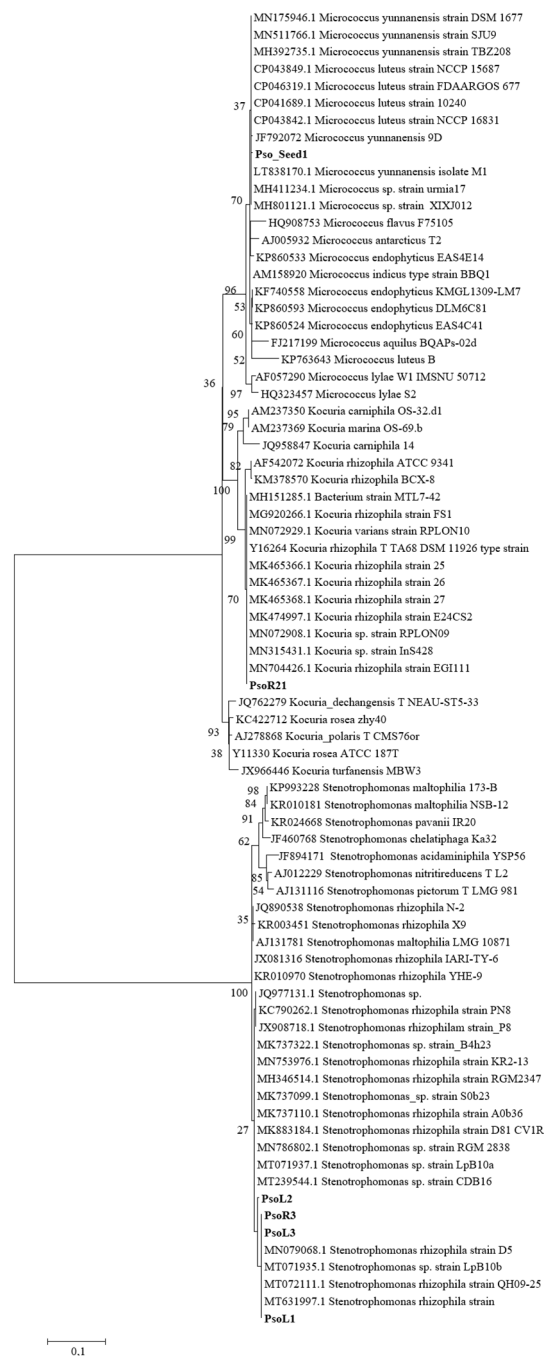 MN175946.1 Micrococcus yunnanensis strain DSM 1677
MN511766.1 Micrococcus yunnanensis strain SJU9
MH392735.1 Micrococcus yunnanensis strain TBZ208
CP043849.1 Micrococcus luteus strain NCCP 15687
CP046319.1 Micrococcus luteus strain FDAARGOS 677
CP041689.1 Micrococcus luteus strain 10240
37
CP043842.1 Micrococcus luteus strain NCCP 16831
JF792072 Micrococcus yunnanensis 9D
Pso_Seed1
LT838170.1 Micrococcus yunnanensis isolate M1
MH411234.1 Micrococcus sp. strain urmia17
70
MH801121.1 Micrococcus sp. strain XIXJ012
HQ908753 Micrococcus flavus F75105
AJ005932 Micrococcus antarcticus T2
KP860533 Micrococcus endophyticus EAS4E14
AM158920 Micrococcus indicus type strain BBQ1
96
KF740558 Micrococcus endophyticus KMGL1309-LM7
53
KP860593 Micrococcus endophyticus DLM6C81
KP860524 Micrococcus endophyticus EAS4C41
60
FJ217199 Micrococcus aquilus BQAPs-02d
52
KP763643 Micrococcus luteus B
AF057290 Micrococcus lylae W1 IMSNU 50712
36
97
HQ323457 Micrococcus lylae S2
95
AM237350 Kocuria carniphila OS-32.d1
79
AM237369 Kocuria marina OS-69.b
JQ958847 Kocuria carniphila 14
82
AF542072 Kocuria rhizophila ATCC 9341
KM378570 Kocuria rhizophila BCX-8
100
MH151285.1 Bacterium strain MTL7-42
MG920266.1 Kocuria rhizophila strain FS1
MN072929.1 Kocuria varians strain RPLON10
99
Y16264 Kocuria rhizophila T TA68 DSM 11926 type strain
MK465366.1 Kocuria rhizophila strain 25
MK465367.1 Kocuria rhizophila strain 26
70
MK465368.1 Kocuria rhizophila strain 27
MK474997.1 Kocuria rhizophila strain E24CS2
MN072908.1 Kocuria sp. strain RPLON09
MN315431.1 Kocuria sp. strain InS428
MN704426.1 Kocuria rhizophila strain EGI111
PsoR21
JQ762279 Kocuria_dechangensis T NEAU-ST5-33
KC422712 Kocuria rosea zhy40
93
AJ278868 Kocuria_polaris T CMS76or
38
Y11330 Kocuria rosea ATCC 187T
JX966446 Kocuria turfanensis MBW3
98
KP993228 Stenotrophomonas maltophilia 173-B
84
KR010181 Stenotrophomonas maltophilia NSB-12
91
KR024668 Stenotrophomonas pavanii IR20
62
JF460768 Stenotrophomonas chelatiphaga Ka32
JF894171 Stenotrophomonas acidaminiphila YSP56
85
AJ012229 Stenotrophomonas nitritireducens T L2
54
AJ131116 Stenotrophomonas pictorum T LMG 981
JQ890538 Stenotrophomonas rhizophila N-2
35
KR003451 Stenotrophomonas rhizophila X9
AJ131781 Stenotrophomonas maltophilia LMG 10871
JX081316 Stenotrophomonas rhizophila IARI-TY-6
KR010970 Stenotrophomonas rhizophila YHE-9
100
JQ977131.1 Stenotrophomonas sp.
KC790262.1 Stenotrophomonas rhizophila strain PN8
JX908718.1 Stenotrophomonas rhizophilam strain_P8
MK737322.1 Stenotrophomonas sp. strain_B4h23
MN753976.1 Stenotrophomonas rhizophila strain KR2-13
MH346514.1 Stenotrophomonas rhizophila strain RGM2347
MK737099.1 Stenotrophomonas_sp. strain S0b23
MK737110.1 Stenotrophomonas rhizophila strain A0b36
27
MK883184.1 Stenotrophomonas rhizophila strain D81 CV1R
MN786802.1 Stenotrophomonas sp. strain RGM 2838
MT071937.1 Stenotrophomonas sp. strain LpB10a
MT239544.1 Stenotrophomonas sp. strain CDB16
PsoL2
PsoR3
PsoL3
MN079068.1 Stenotrophomonas rhizophila strain D5
MT071935.1 Stenotrophomonas sp. strain LpB10b
MT072111.1 Stenotrophomonas rhizophila strain QH09-25
MT631997.1 Stenotrophomonas rhizophila strain
PsoL1
0.1